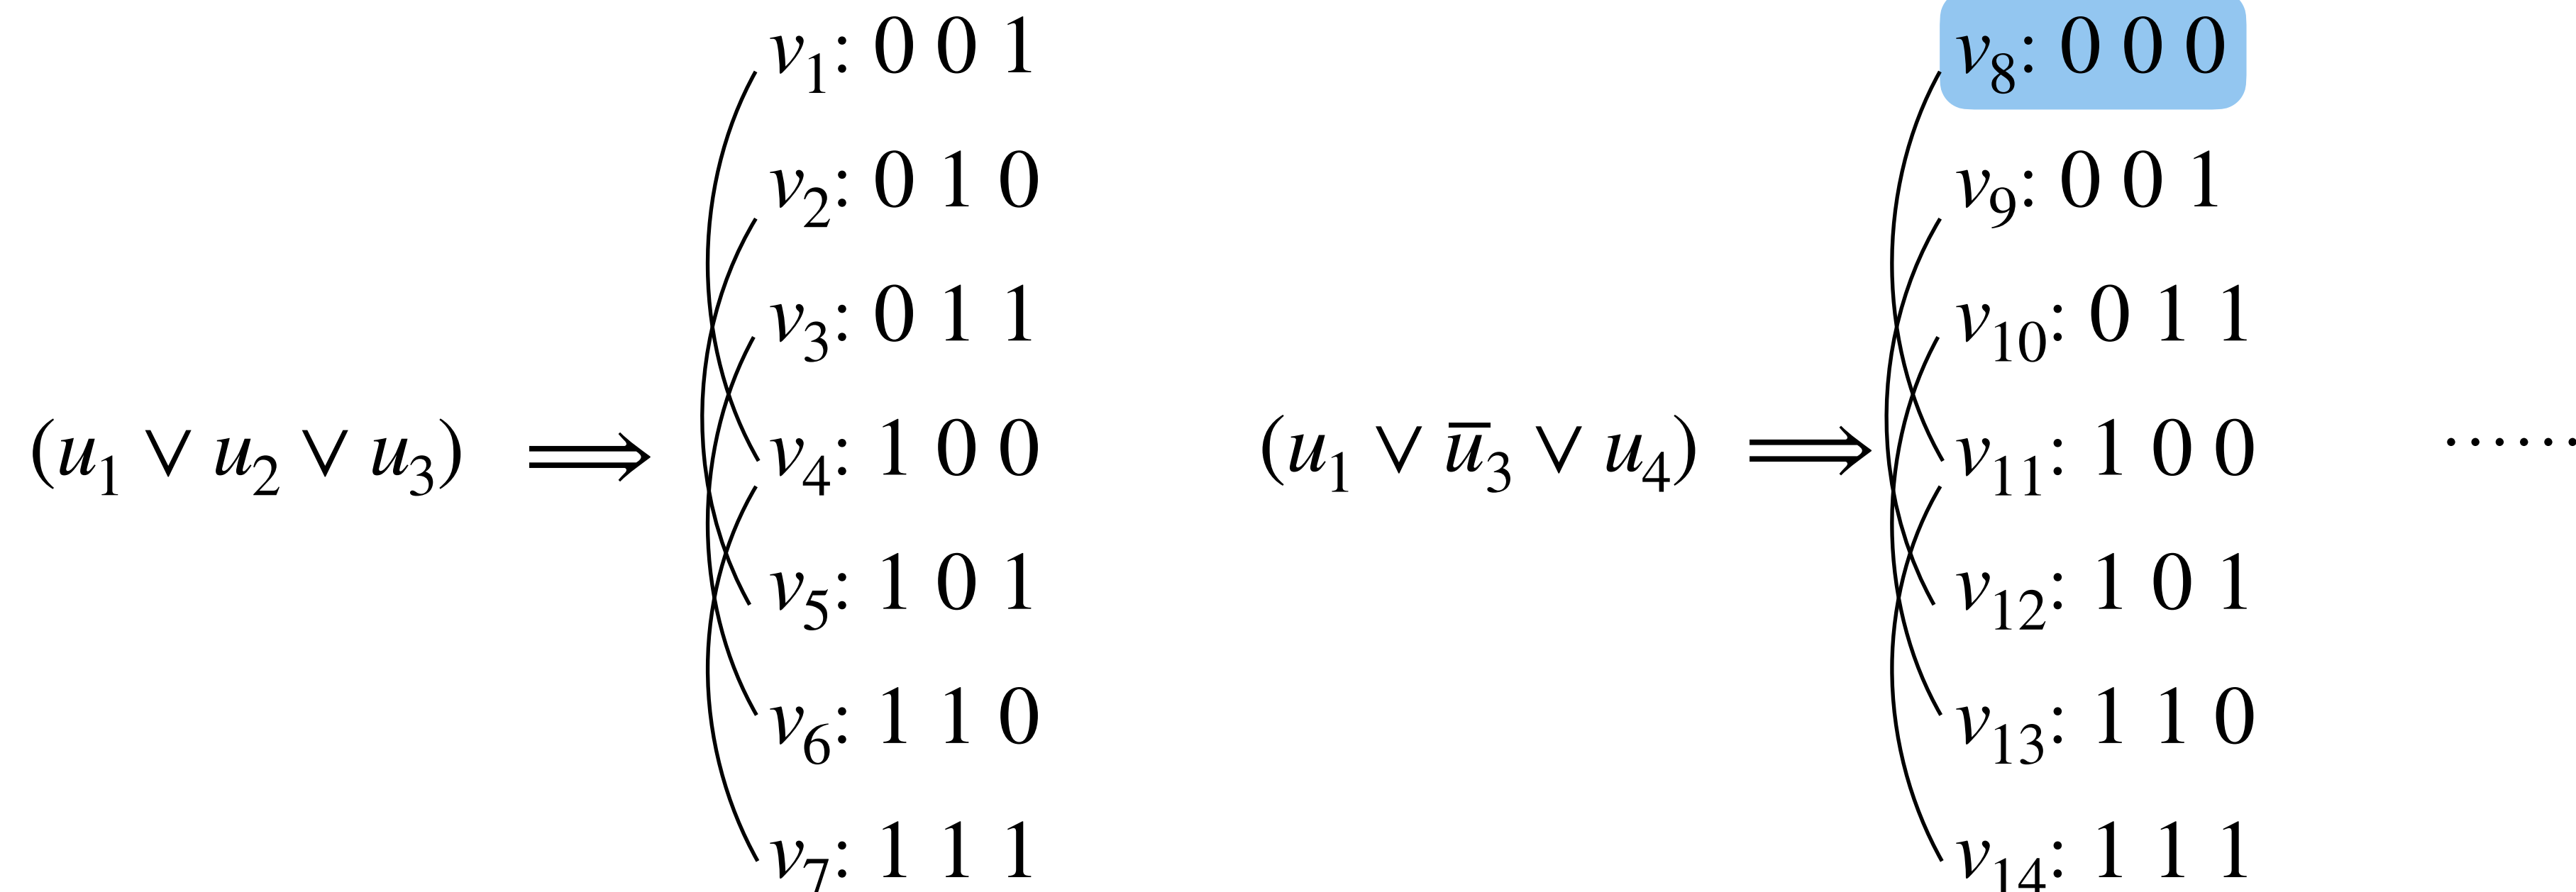 (u₁ ∨ u₂ ∨ u₃) ⟹
v₁: 0 0 1
v₂: 0 1 0
v₃: 0 1 1
v₄: 1 0 0
v₅: 1 0 1
v₆: 1 1 0
v₇: 1 1 1
(u₁ ∨ u̅₃ ∨ u₄) ⟹
v₈: 0 0 0
v₉: 0 0 1
v₁₀: 0 1 1
v₁₁: 1 0 0
v₁₂: 1 0 1
v₁₃: 1 1 0
v₁₄: 1 1 1
......